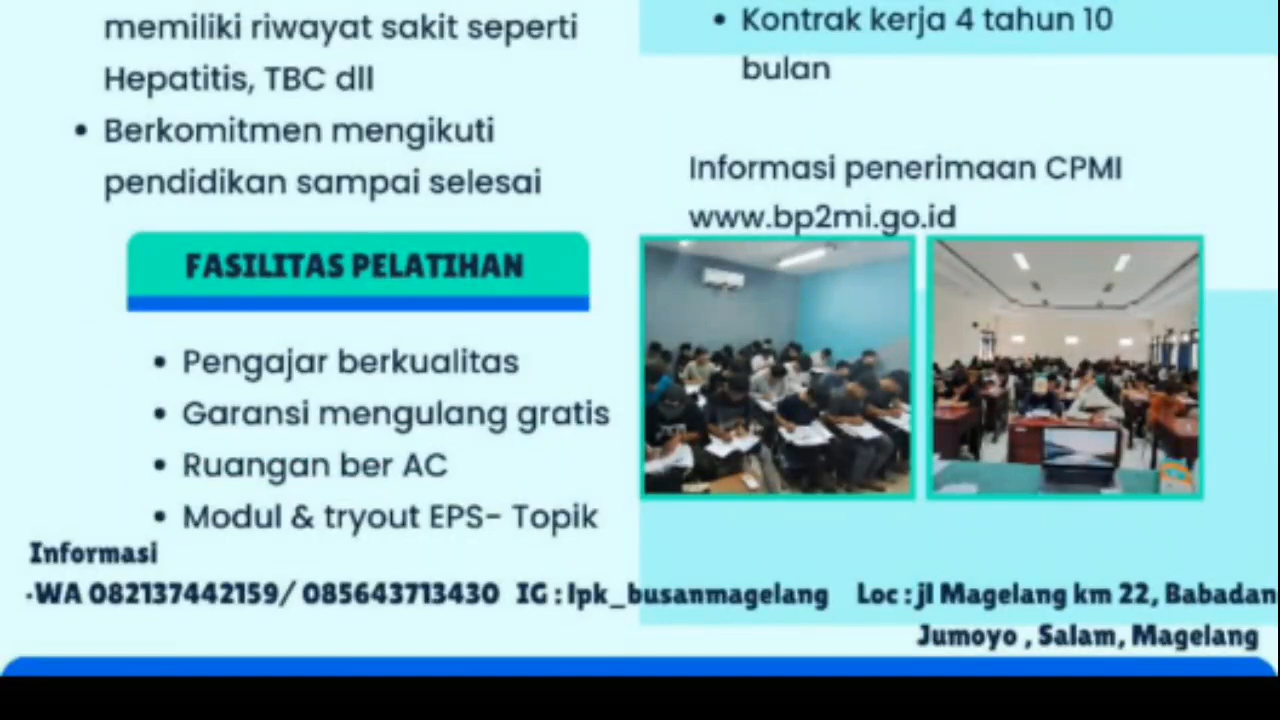 memiliki riwayat sakit seperti
Hepatitis, TBC dll
• Berkomitmen mengikuti
pendidikan sampai selesai
• Kontrak kerja 4 tahun 10
bulan
Informasi penerimaan CPMI
www.bp2mi.go.id
FASILITAS PELATIHAN
• Pengajar berkualitas
• Garansi mengulang gratis
• Ruangan ber AC
• Modul & tryout EPS- Topik
Informasi
-WA 082137442159/ 085643713430 IG : lpk_busanmagelang Loc : jl Magelang km 22, Babadan
Jumoyo , Salam, Magelang